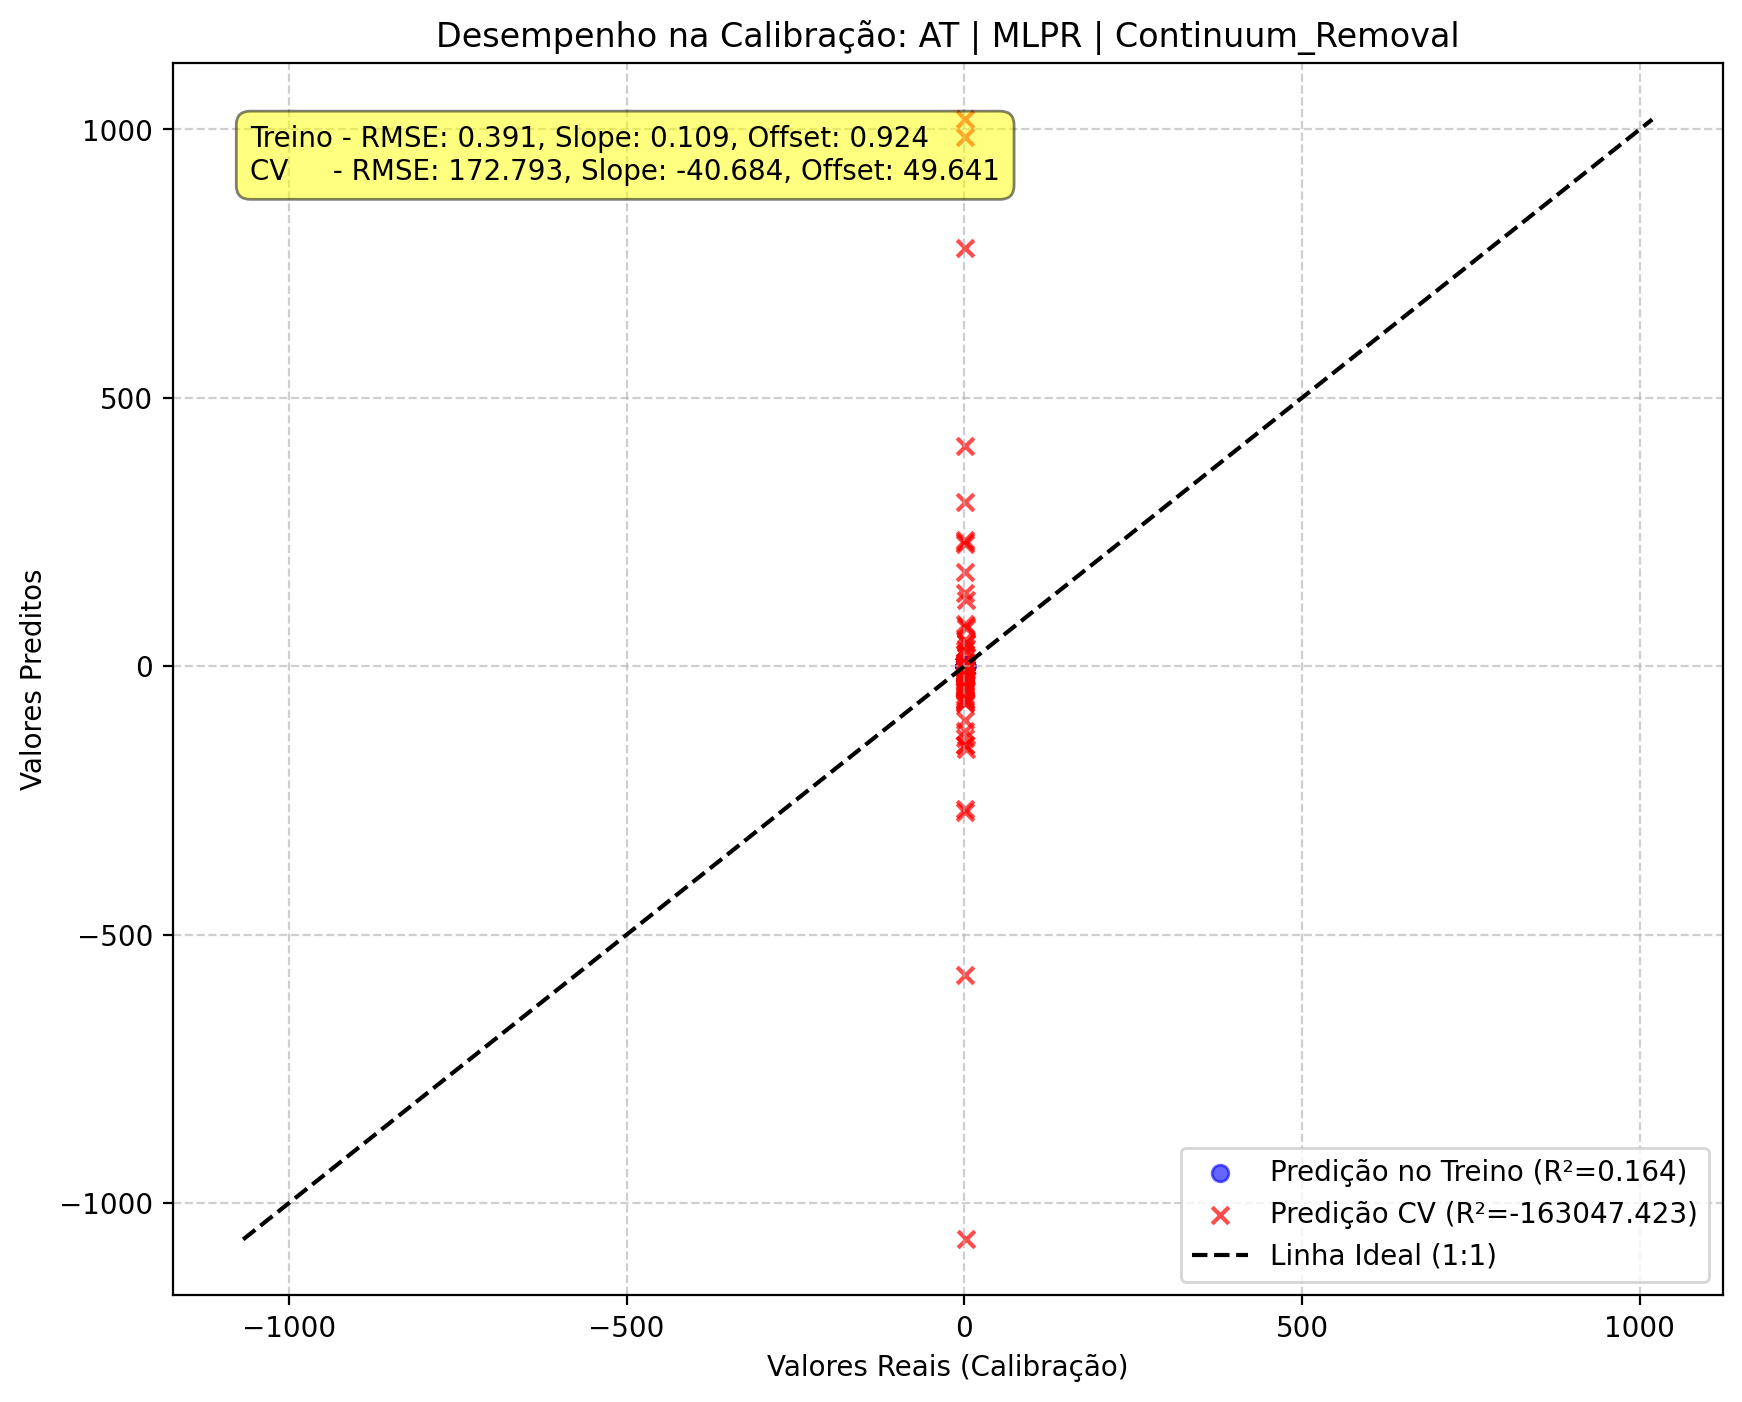 Desempenho na Calibração: AT | MLPR | Continuum_Removal
Treino - RMSE: 0.391, Slope: 0.109, Offset: 0.924
CV     - RMSE: 172.793, Slope: -40.684, Offset: 49.641
1000
500
0
−500
−1000
Valores Preditos
Predição no Treino (R²=0.164)
Predição CV (R²=-163047.423)
Linha Ideal (1:1)
−1000
−500
0
500
1000
Valores Reais (Calibração)